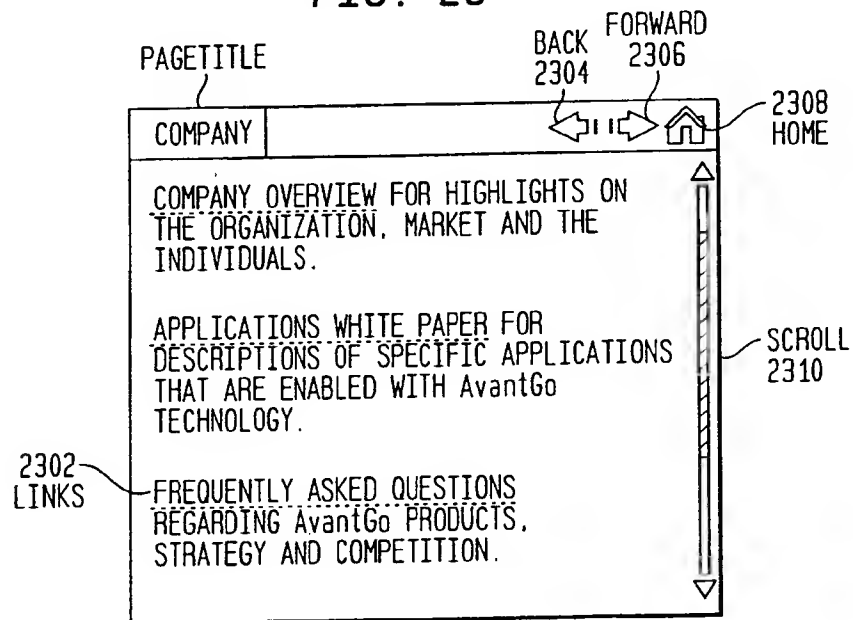 PAGETITLE
BACK
2304
FORWARD
2306
2308
HOME
COMPANY
COMPANY OVERVIEW FOR HIGHLIGHTS ON
THE ORGANIZATION, MARKET AND THE
INDIVIDUALS.
APPLICATIONS WHITE PAPER FOR
DESCRIPTIONS OF SPECIFIC APPLICATIONS
THAT ARE ENABLED WITH AvantGo
TECHNOLOGY.
SCROLL
2310
2302
LINKS
FREQUENTLY ASKED QUESTIONS
REGARDING AvantGo PRODUCTS,
STRATEGY AND COMPETITION.